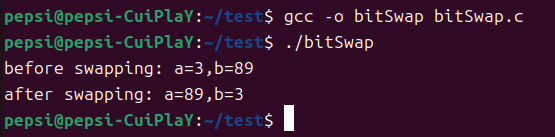 pepsi@pepsi-CuiPlaY:~/test$ gcc -o bitSwap bitSwap.c
pepsi@pepsi-CuiPlaY:~/test$ ./bitSwap
before swapping: a=3,b=89
after swapping: a=89,b=3
pepsi@pepsi-CuiPlaY:~/test$